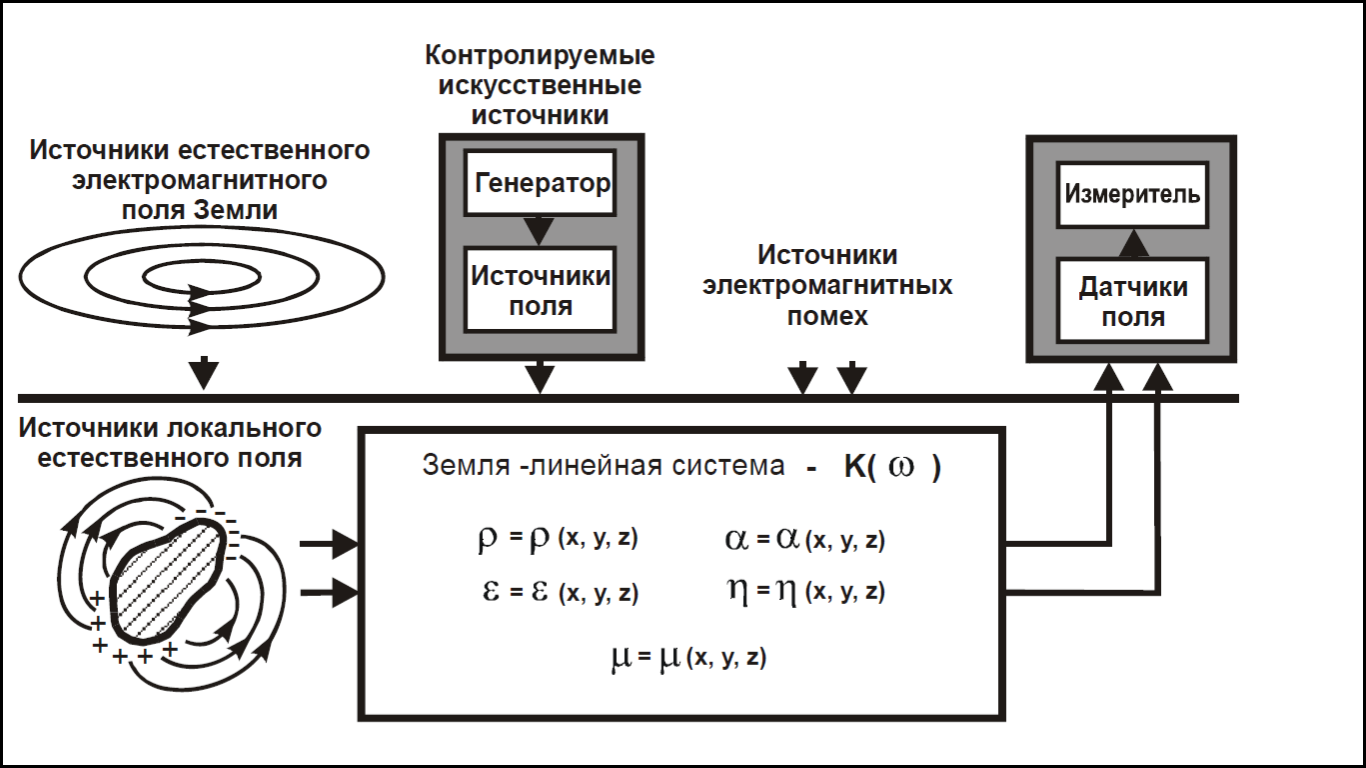 Контролируемые
искусственные
источники
Источники естественного
электромагнитного
поля Земли
Генератор
Источники
поля
Источники
электромагнитных
помех
Измеритель
Датчики
поля
Источники локального
естественного поля
Земля -линейная система - K( ω )
ρ = ρ (x, y, z)
α = α (x, y, z)
ε = ε (x, y, z)
η = η (x, y, z)
μ = μ (x, y, z)